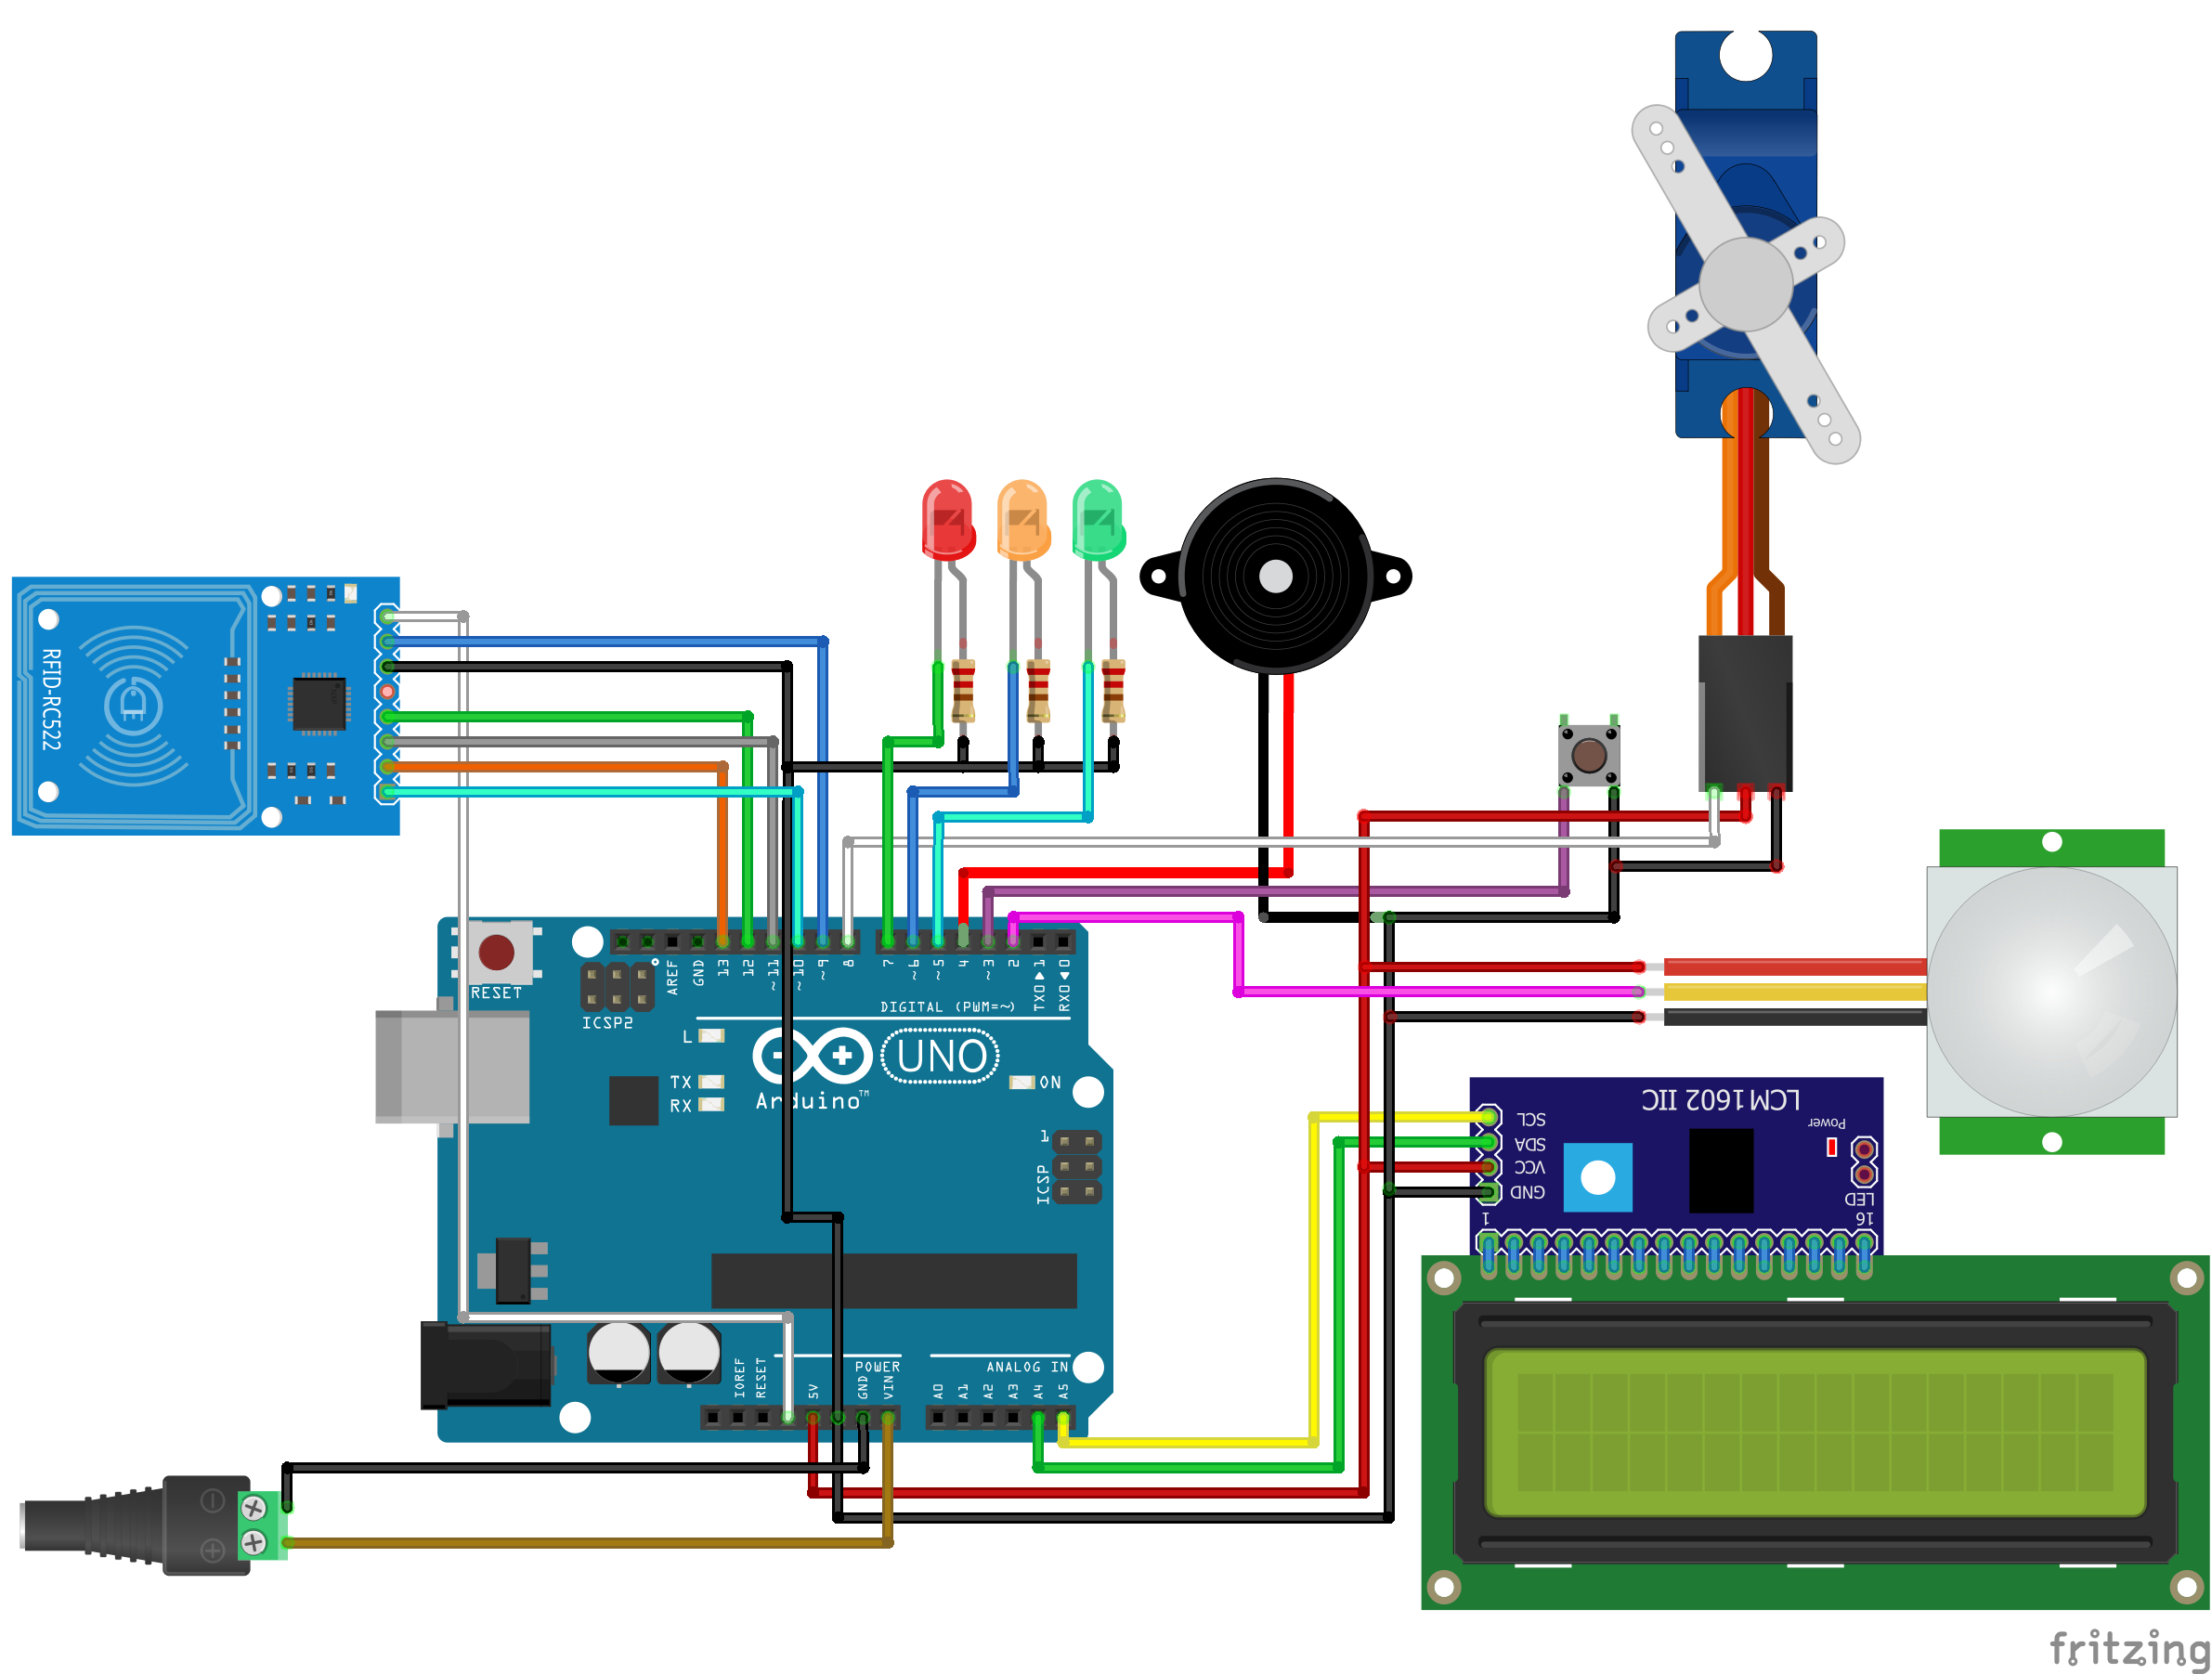 RFID-RC522
RESET
ICSP2
AREF
GND
13
12
~11
~10
~9
8
7
~6
~5
4
~3
2
TX0▶1
RX0◀0
DIGITAL (PWM=~)
L
TX
RX
Arduino™
UNO
ON
1
ICSP
IOREF
RESET
5V
GND
VIN
POWER
ANALOG IN
A0
A1
A2
A3
A4
A5
LCM1602 IIC
SCL
SDA
VCC
GND
Power
LED
1
16
fritzing